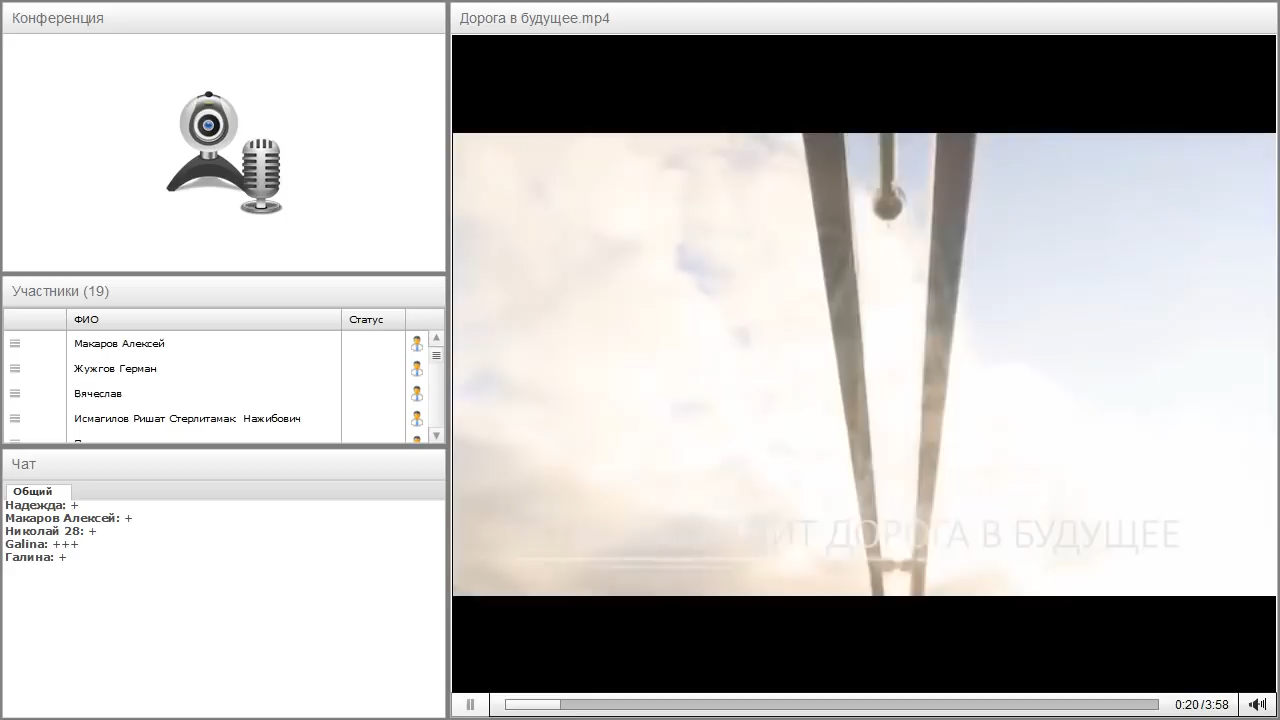 Конференция
Участники (19)
ФИО Статус
Макаров Алексей
Жужгов Герман
Вячеслав
Исмагилов Ришат Стерлитамак Нажибович
Чат
Общий
Надежда: +
Макаров Алексей: +
Николай 28: +
Galina: +++
Галина: +
Дорога в будущее.mp4
ДОРОГА В БУДУЩЕЕ
0:20/3:58